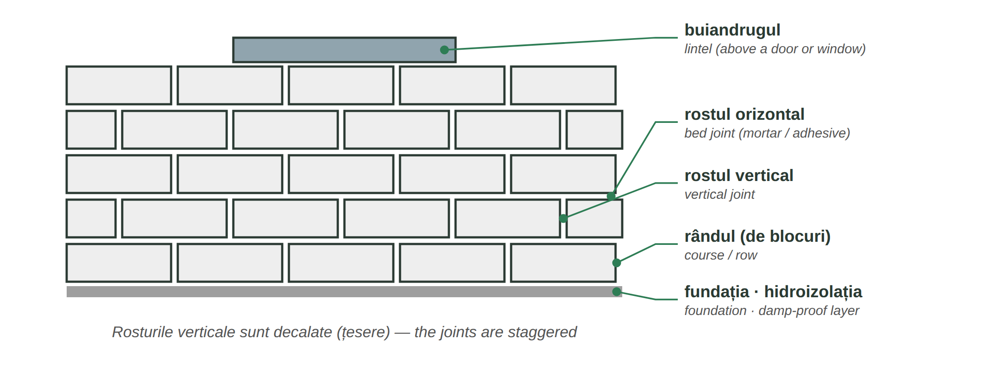 buiandrugul
lintel (above a door or window)
rostul orizontal
bed joint (mortar / adhesive)
rostul vertical
vertical joint
rândul (de blocuri)
course / row
fundația · hidroizolația
foundation · damp-proof layer
Rosturile verticale sunt decalate (țesere) — the joints are staggered